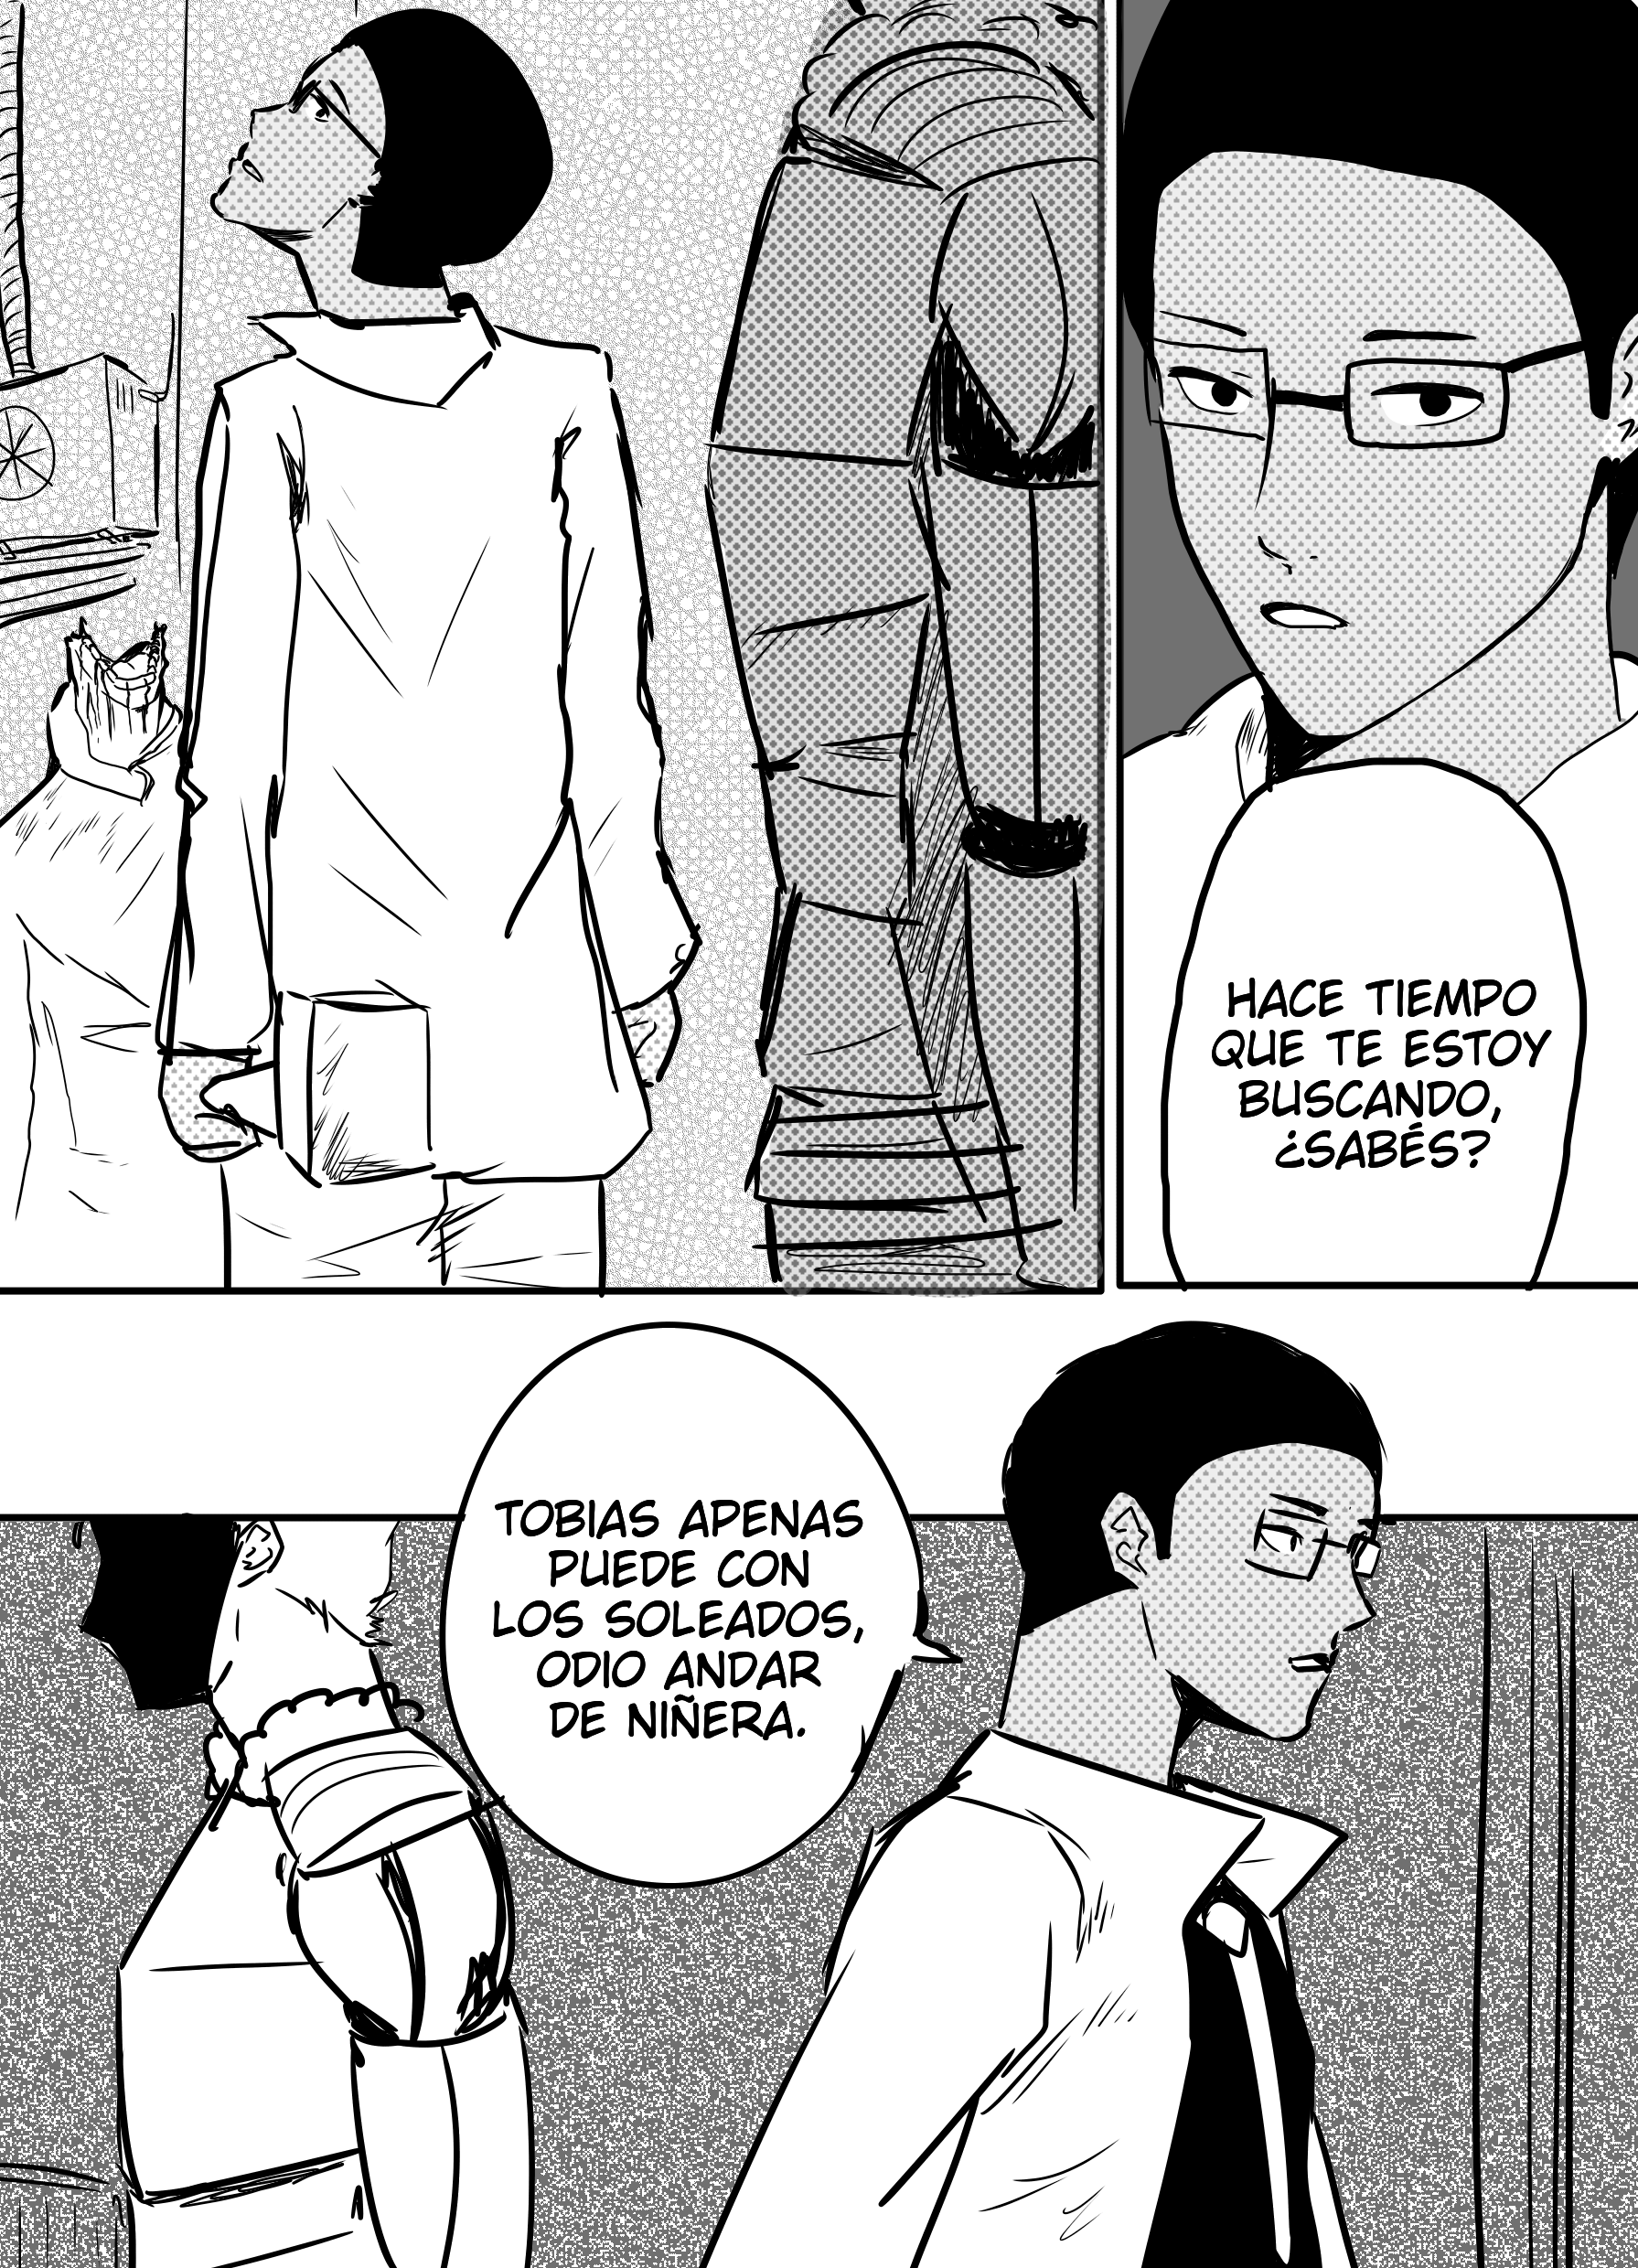 HACE TIEMPO
QUE TE ESTOY
BUSCANDO,
¿SABÉS?
TOBIAS APENAS
PUEDE CON
LOS SOLEADOS,
ODIO ANDAR
DE NIÑERA.